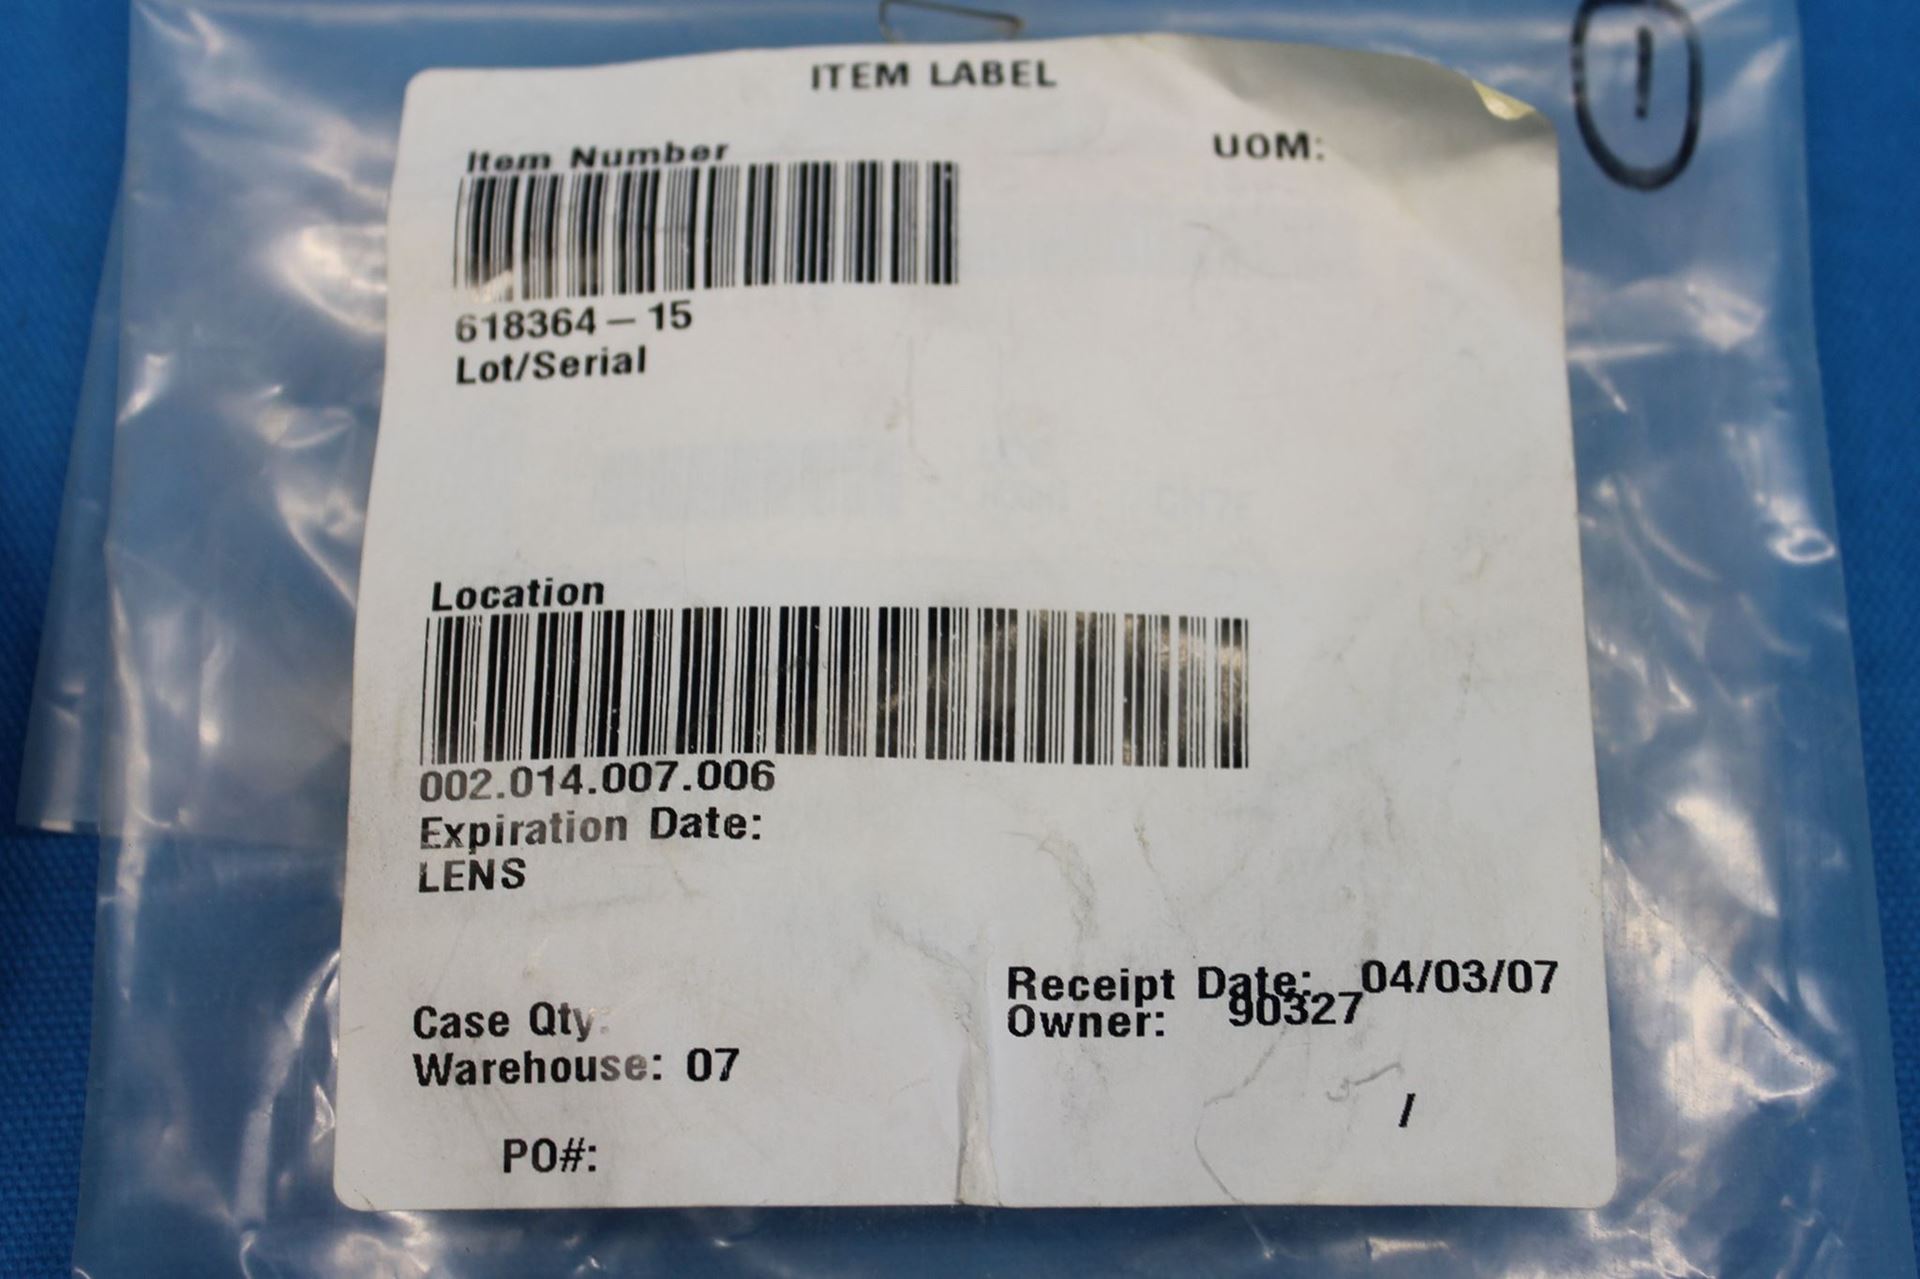 ITEM LABEL
Item Number
UOM:
618364-15
Lot/Serial
Location
002.014.007.006
Expiration Date:
LENS
Receipt Date: 04/03/07
Owner: 90327
Case Qty:
Warehouse: 07
/
PO#:
1